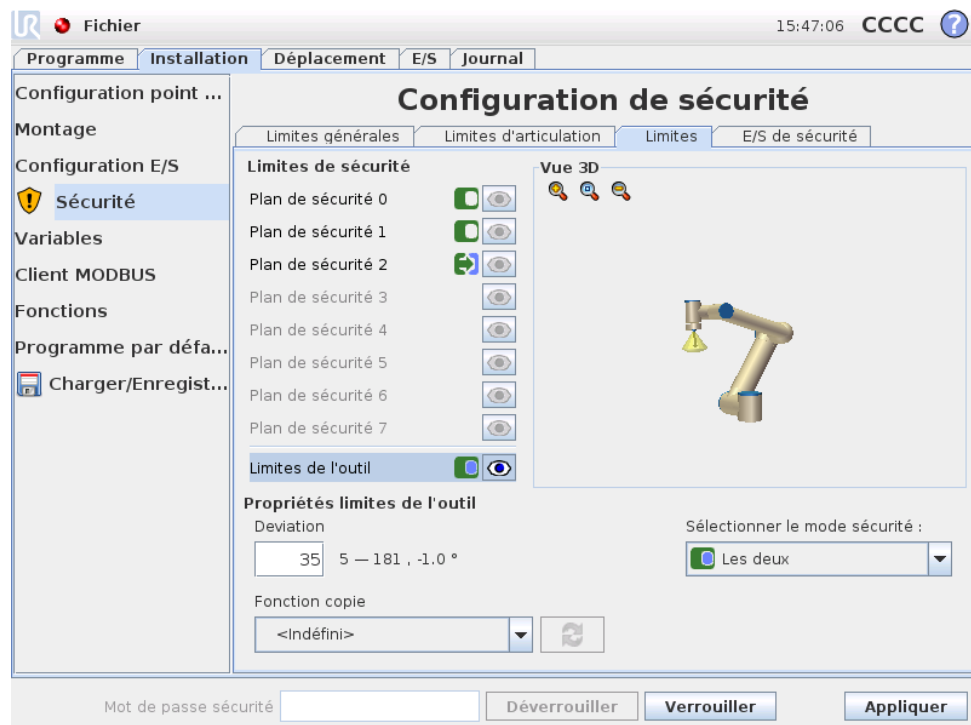 UR Fichier 15:47:06 CCCC ?
Programme Installation Déplacement E/S Journal
Configuration point ...
Montage
Configuration E/S
Sécurité
Variables
Client MODBUS
Fonctions
Programme par défa...
Charger/Enregist...
Configuration de sécurité
Limites générales Limites d'articulation Limites E/S de sécurité
Limites de sécurité
Plan de sécurité 0
Plan de sécurité 1
Plan de sécurité 2
Plan de sécurité 3
Plan de sécurité 4
Plan de sécurité 5
Plan de sécurité 6
Plan de sécurité 7
Limites de l'outil
Vue 3D
Propriétés limites de l'outil
Deviation
35 5 — 181 , -1.0 °
Sélectionner le mode sécurité :
Les deux
Fonction copie
<Indéfini>
Mot de passe sécurité Déverrouiller Verrouiller Appliquer